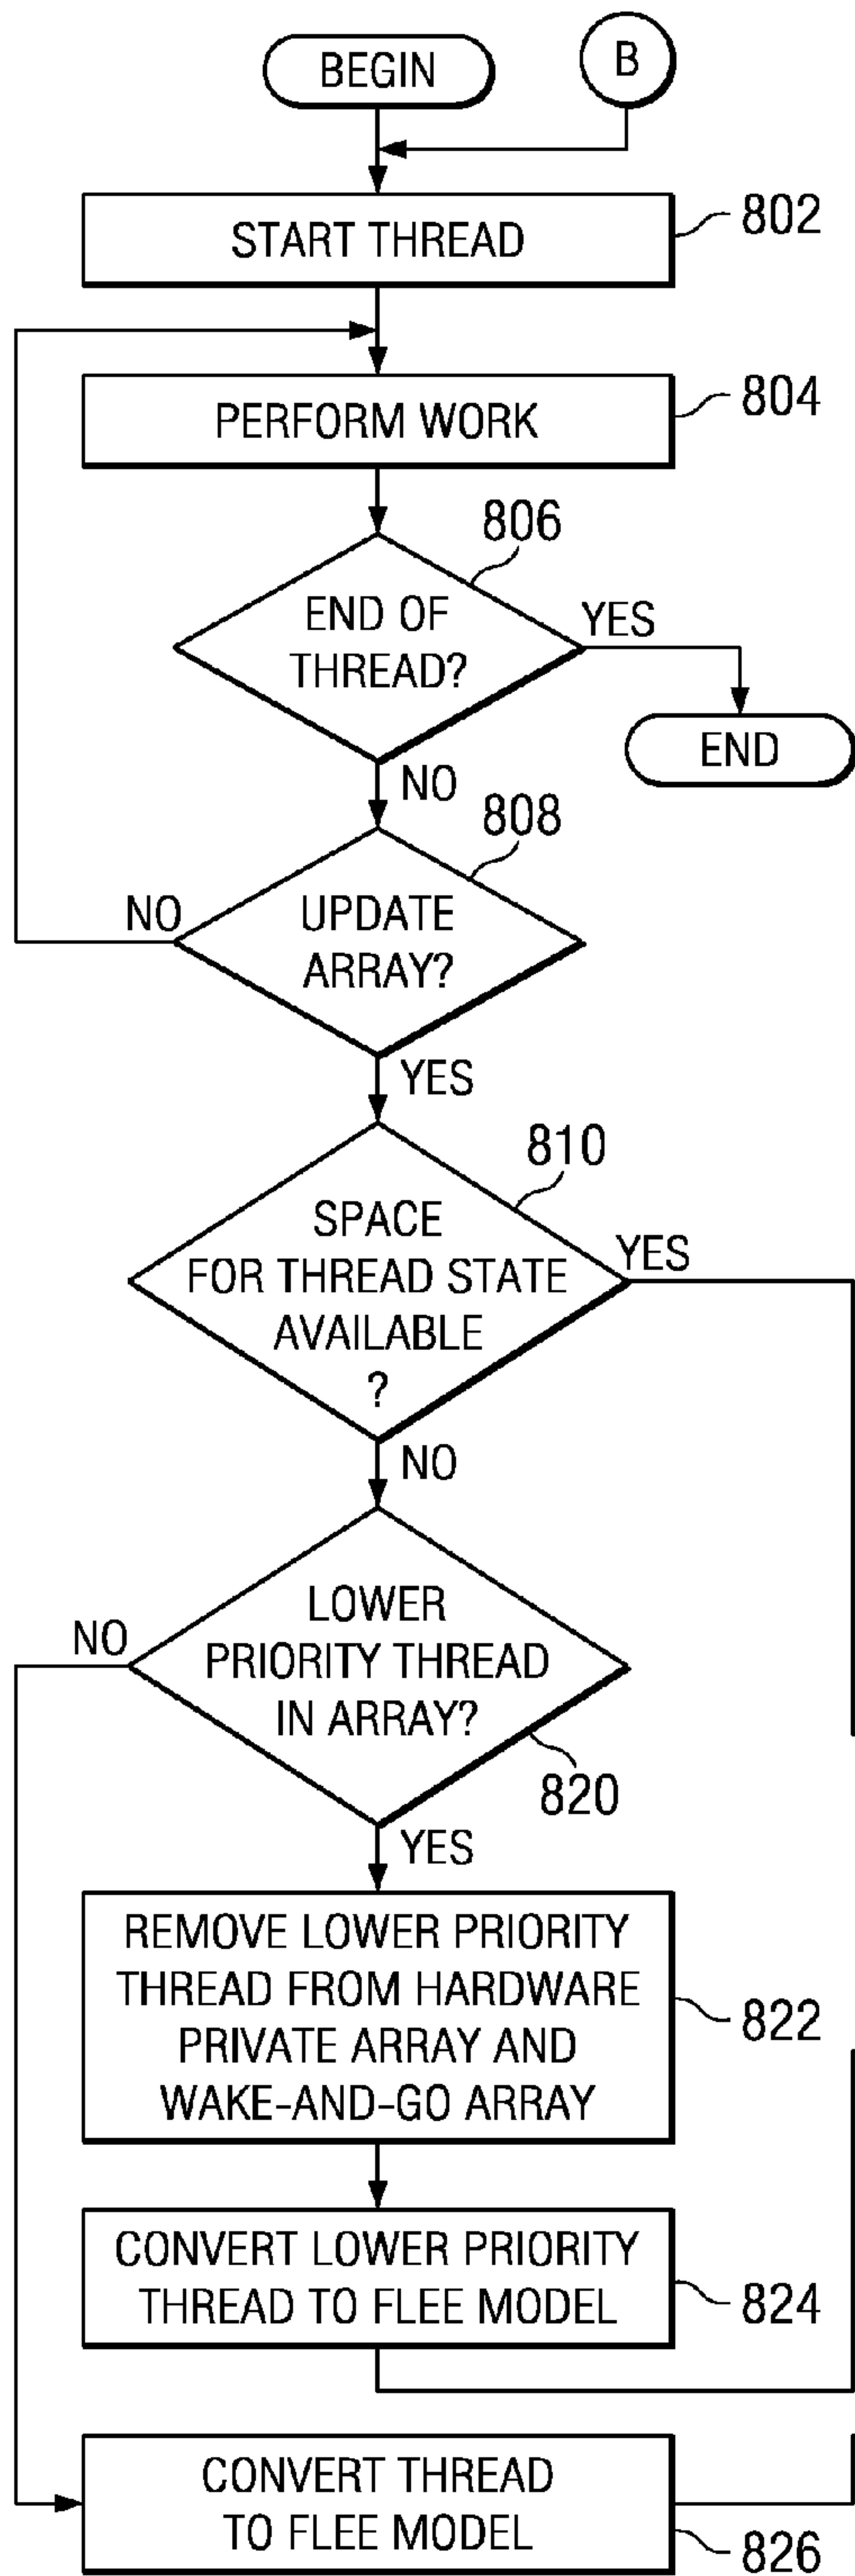 BEGIN
B
START THREAD
802
PERFORM WORK
804
806
END OF
THREAD?
YES
END
NO
808
NO
UPDATE
ARRAY?
YES
810
SPACE
FOR THREAD STATE
AVAILABLE
?
YES
NO
LOWER
PRIORITY THREAD
IN ARRAY?
NO
820
YES
REMOVE LOWER PRIORITY
THREAD FROM HARDWARE
PRIVATE ARRAY AND
WAKE-AND-GO ARRAY
822
CONVERT LOWER PRIORITY
THREAD TO FLEE MODEL
824
CONVERT THREAD
TO FLEE MODEL
826